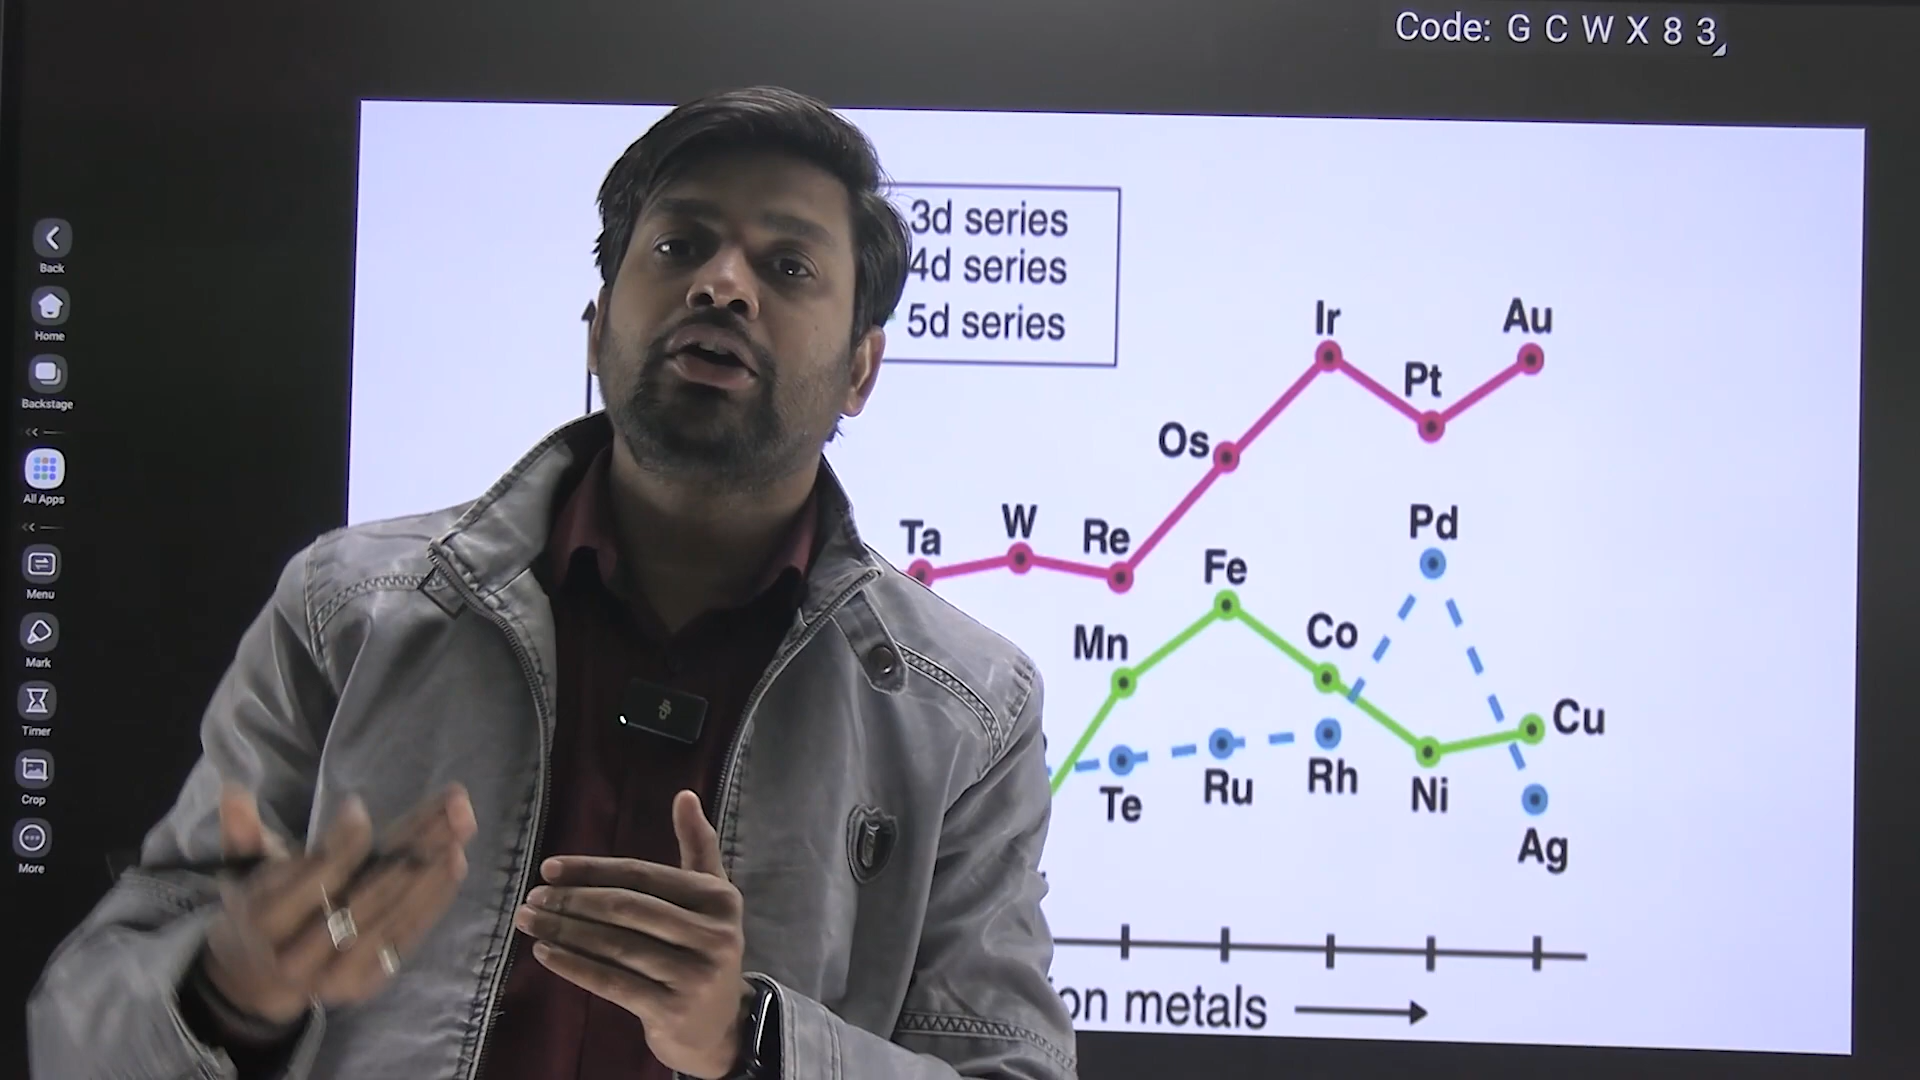 Code: G C W X 8 3
3d series
4d series
5d series
Ir
Au
Pt
Os
Pd
Ta
W
Re
Fe
Mn
Co
Cu
Te
Ru
Rh
Ni
Ag
on metals
Back
Home
Backstage
All Apps
Menu
Mark
Timer
Crop
More